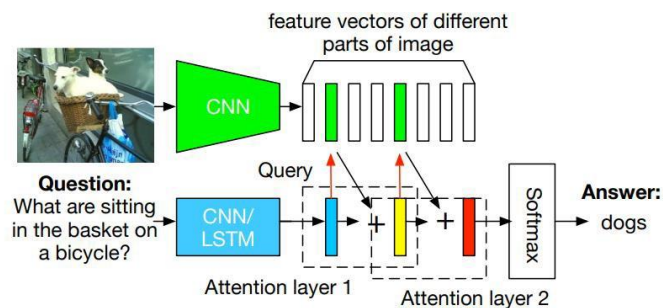 feature vectors of different
parts of image
CNN
Question:
What are sitting
in the basket on
a bicycle?
CNN/
LSTM
Query
+
+
Softmax
Answer:
dogs
Attention layer 1
Attention layer 2